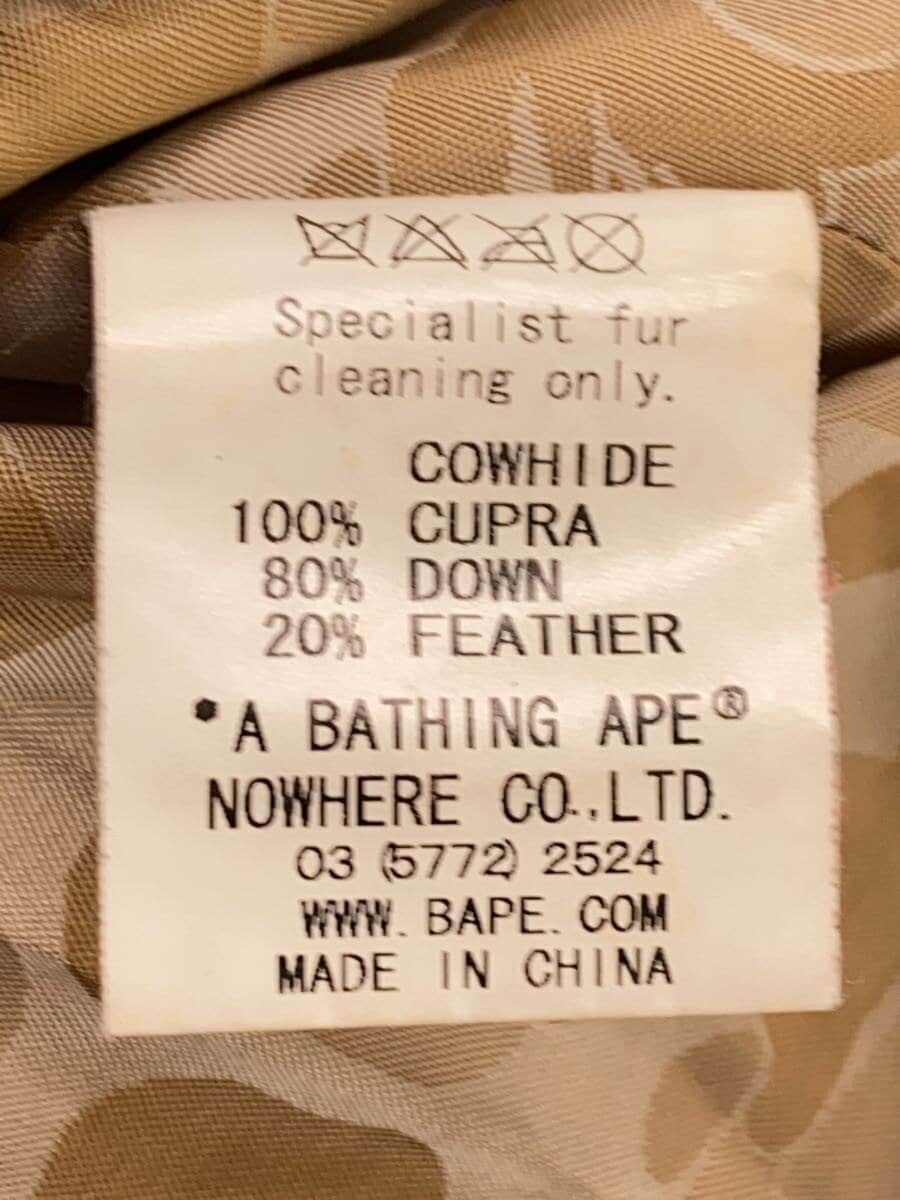 Specialist fur
cleaning only.
COWHIDE
100% CUPRA
80% DOWN
20% FEATHER
*A BATHING APE®
NOWHERE CO.,LTD.
03 (5772) 2524
WWW. BAPE. COM
MADE IN CHINA